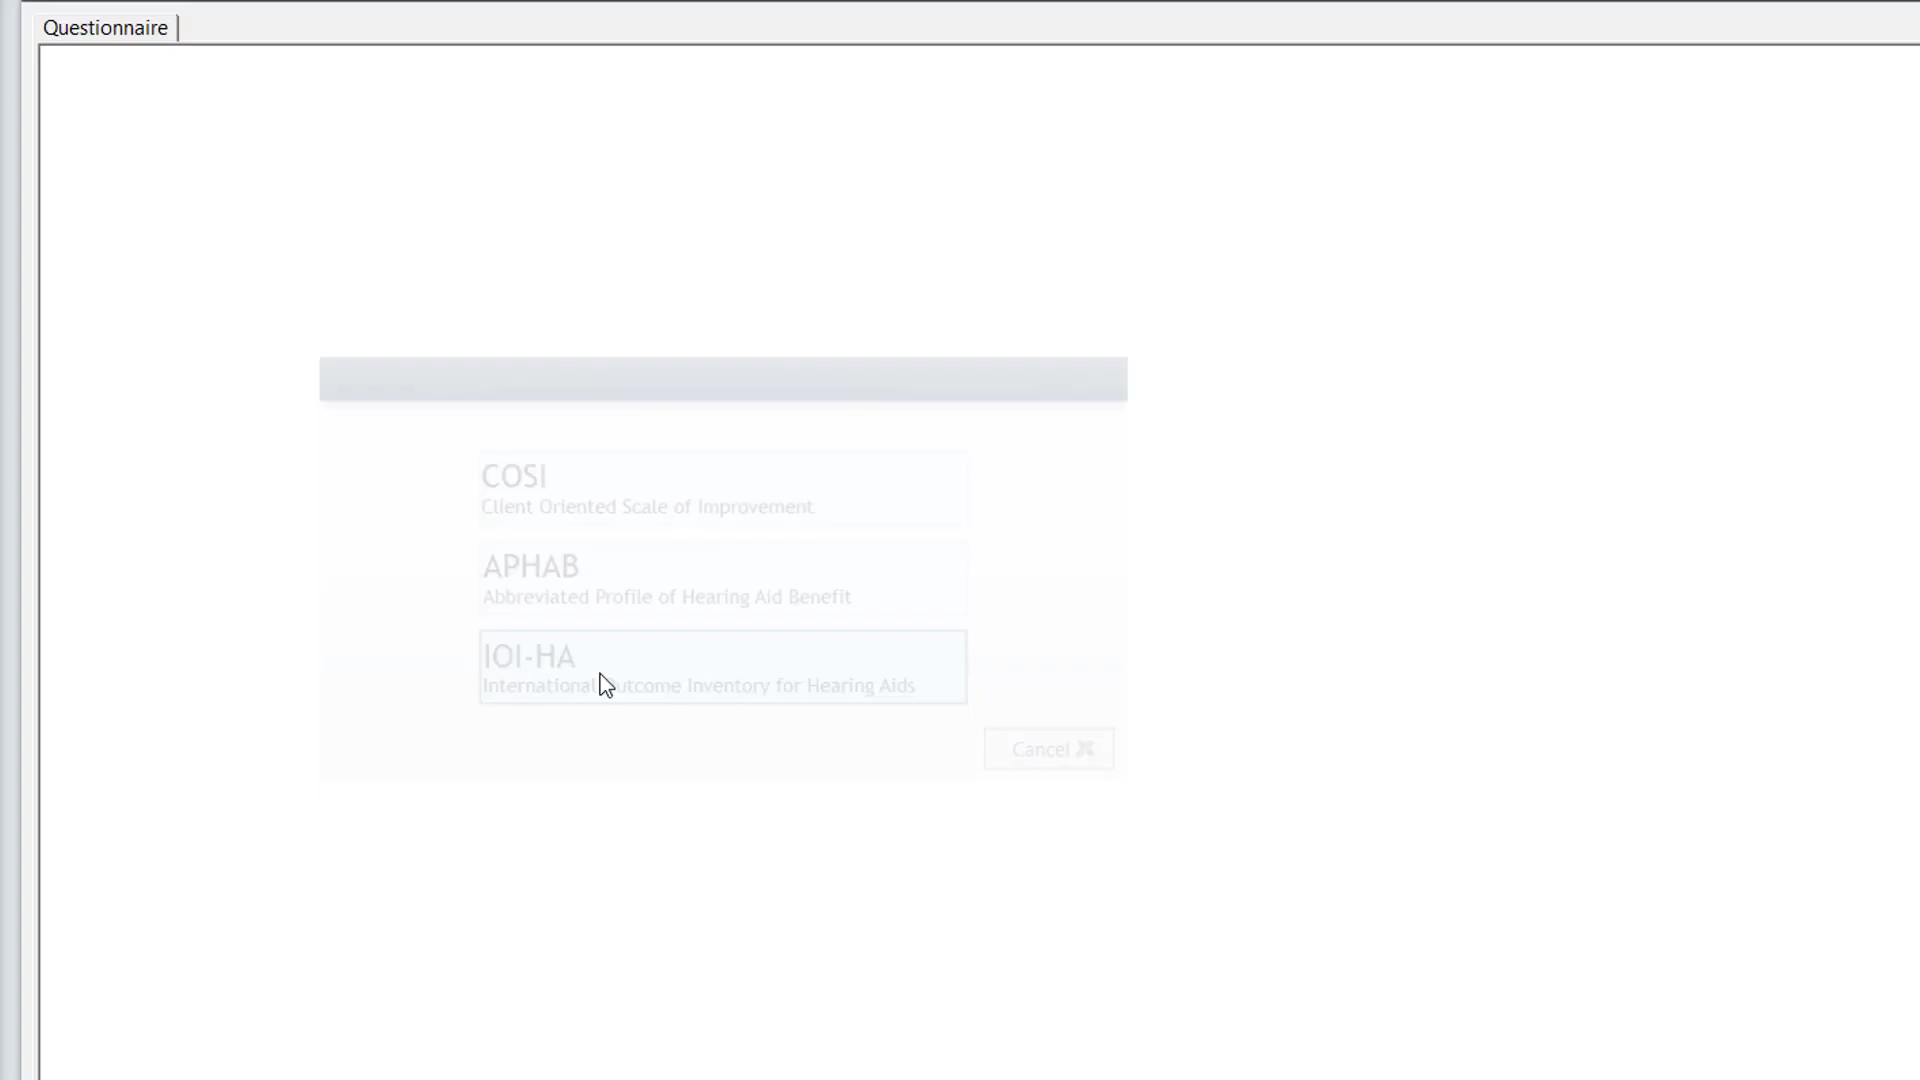 Questionnaire
COSI
Client Oriented Scale of Improvement
APHAB
Abbreviated Profile of Hearing Aid Benefit
IOI-HA
International Outcome Inventory for Hearing Aids
Cancel